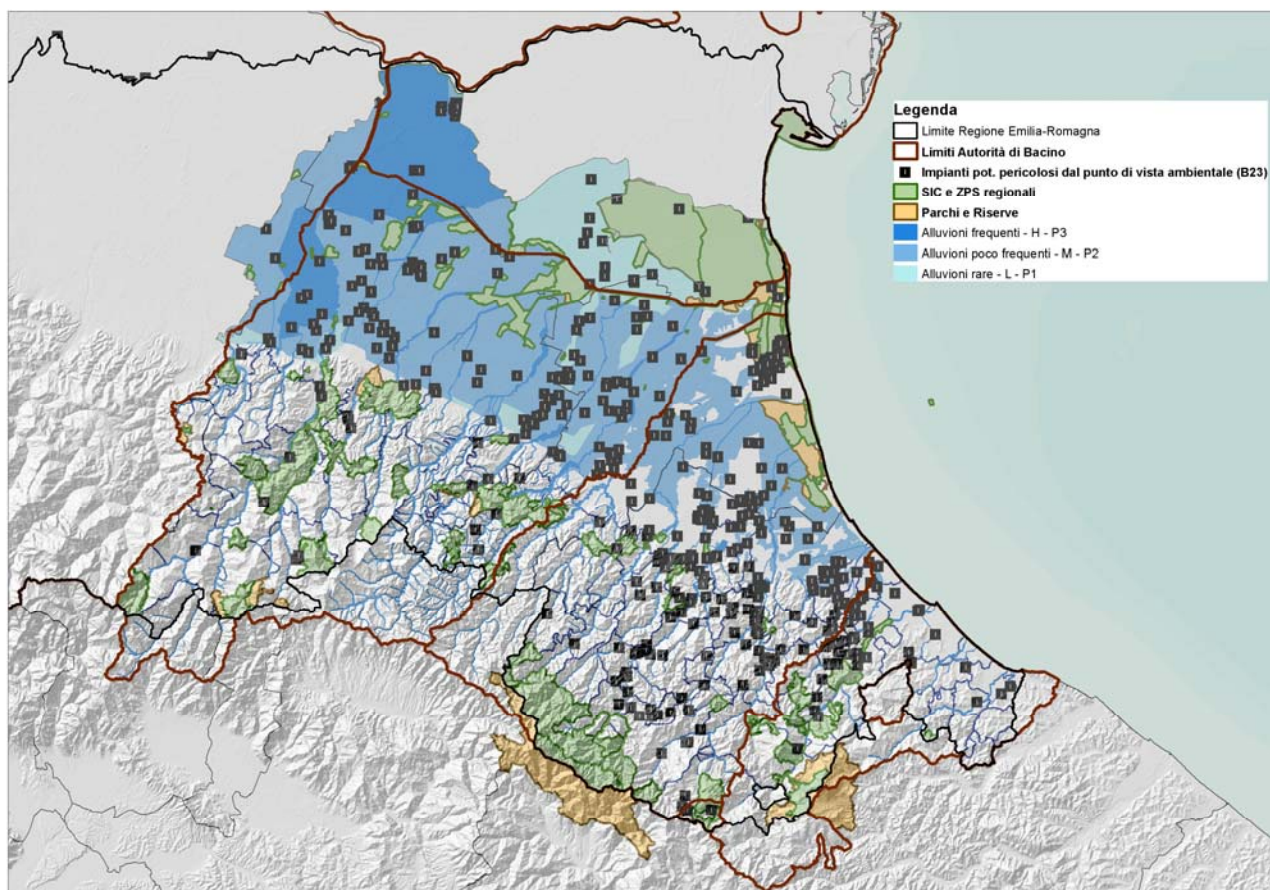 Legenda
Limite Regione Emilia-Romagna
Limiti Autorità di Bacino
Impianti pot. pericolosi dal punto di vista ambientale (B23)
SIC e ZPS regionali
Parchi e Riserve
Alluvioni frequenti - H - P3
Alluvioni poco frequenti - M - P2
Alluvioni rare - L - P1